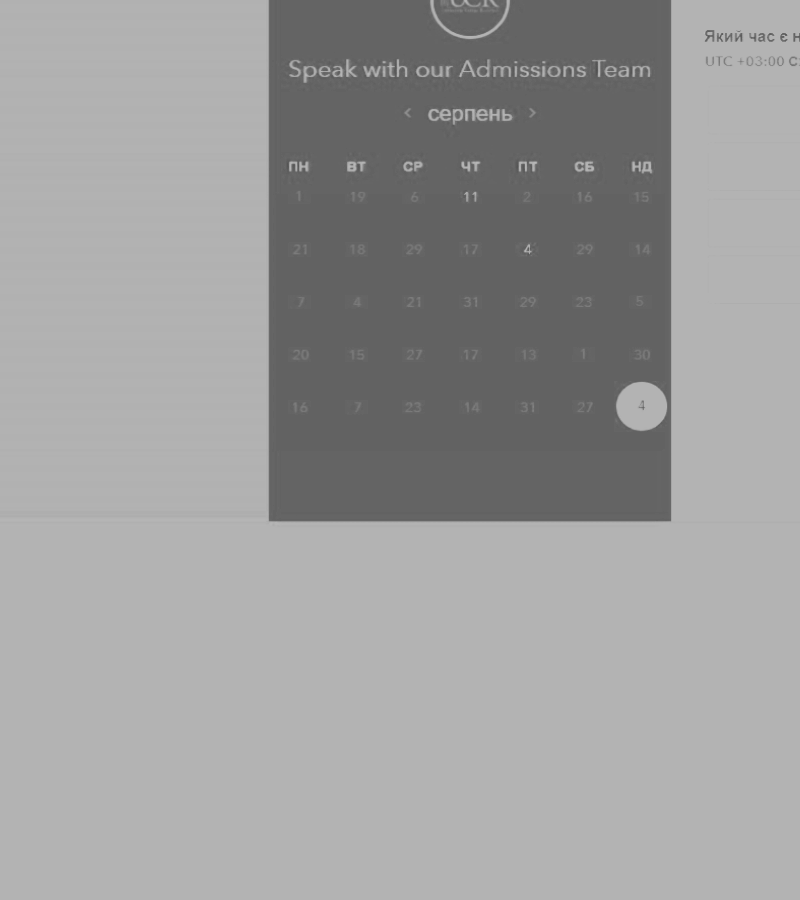 UCR
Speak with our Admissions Team
< серпень >
ПН ВТ СР ЧТ ПТ СБ НД
1 19 6 11 2 16 15
21 18 29 17 4 29 14
7 4 21 31 29 23 5
20 15 27 17 13 1 30
16 7 23 14 31 27 4
Який час є н
UTC +03:00 С